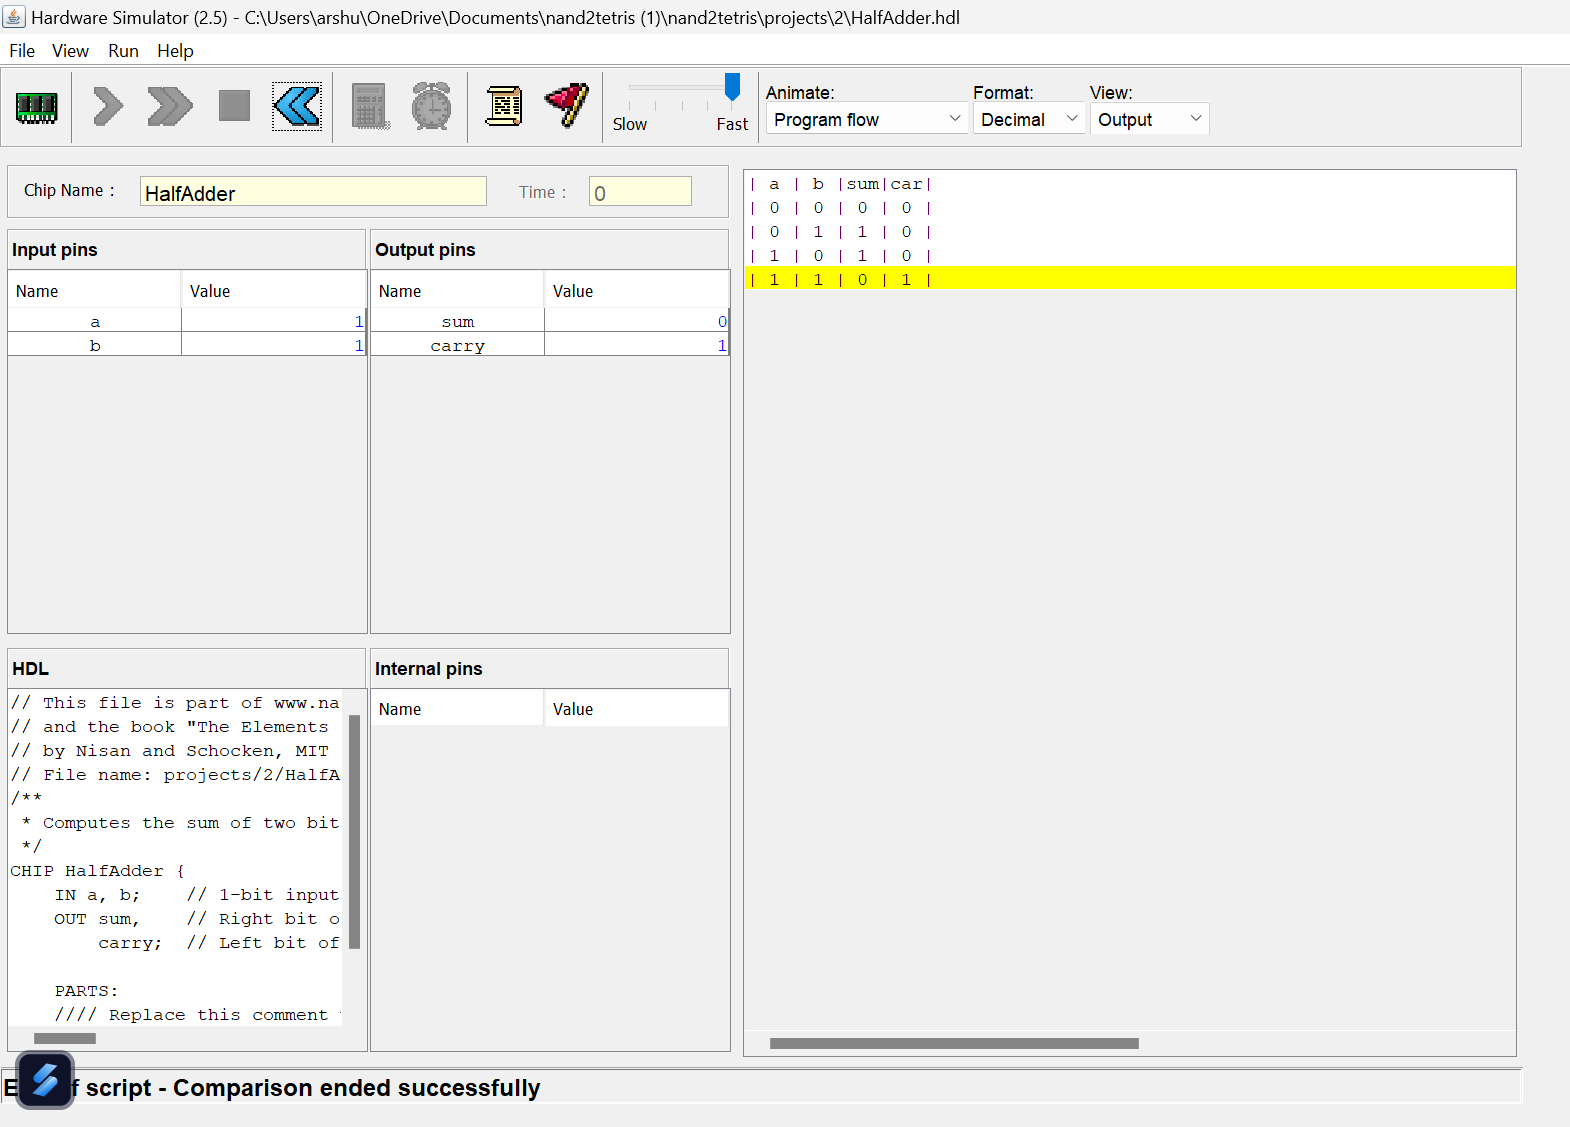 Hardware Simulator (2.5) - C:\Users\arshu\OneDrive\Documents\nand2tetris (1)\nand2tetris\projects\2\HalfAdder.hdl
File View Run Help
Slow Fast
Animate: Format: View:
Program flow Decimal Output
Chip Name : HalfAdder Time : 0
Input pins
Name Value
a 1
b 1
Output pins
Name Value
sum 0
carry 1
| a | b |sum|car|
| 0 | 0 | 0 | 0 |
| 0 | 1 | 1 | 0 |
| 1 | 0 | 1 | 0 |
| 1 | 1 | 0 | 1 |
HDL
// This file is part of www.na
// and the book "The Elements
// by Nisan and Schocken, MIT
// File name: projects/2/HalfA
/**
* Computes the sum of two bit
*/
CHIP HalfAdder {
IN a, b; // 1-bit input
OUT sum, // Right bit o
carry; // Left bit of
PARTS:
//// Replace this comment
Internal pins
Name Value
script - Comparison ended successfully